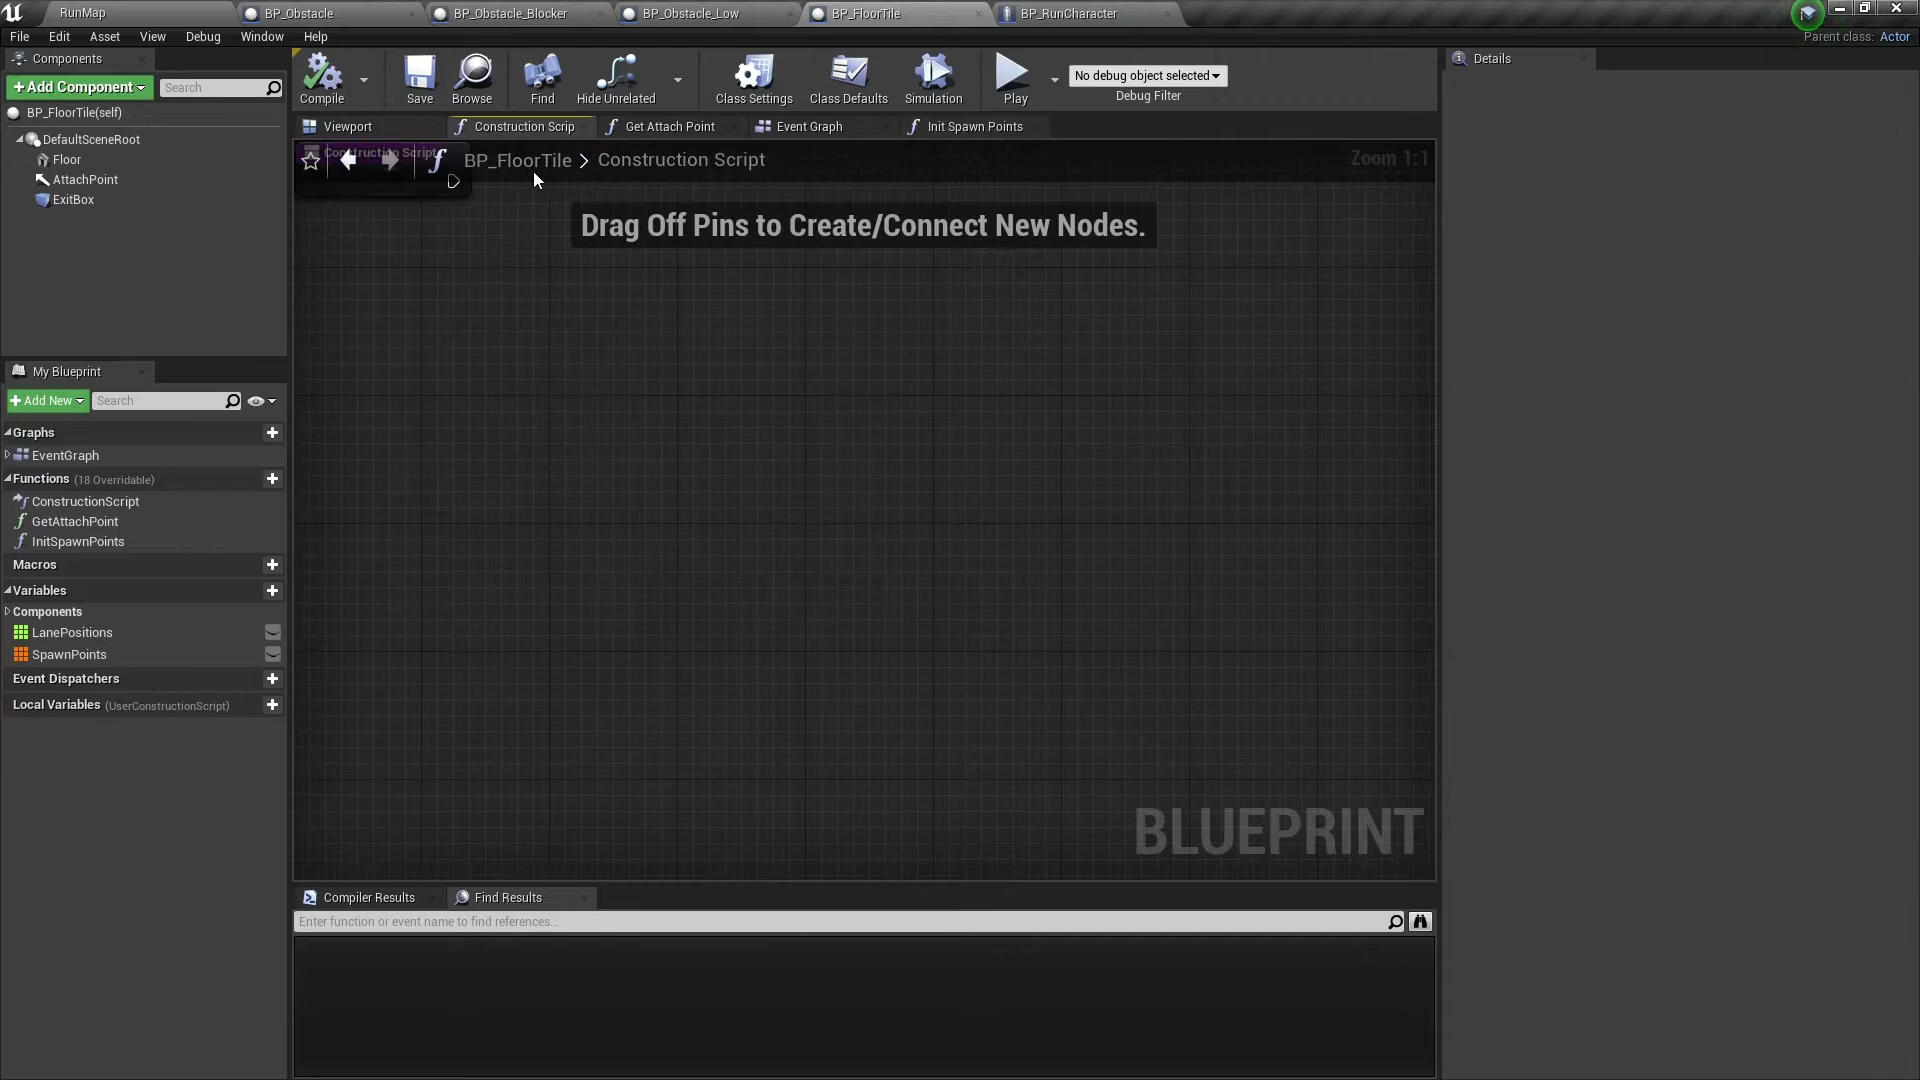 RunMap
BP_Obstacle
BP_Obstacle_Blocker
BP_Obstacle_Low
BP_FloorTile
BP_RunCharacter
File Edit Asset View Debug Window Help
Parent class: Actor
Components
+Add Component
Search
BP_FloorTile(self)
DefaultSceneRoot
Floor
AttachPoint
ExitBox
Compile
Save
Browse
Find
Hide Unrelated
Class Settings
Class Defaults
Simulation
Play
No debug object selected
Debug Filter
Details
Viewport
Construction Scrip
Get Attach Point
Event Graph
Init Spawn Points
Construction Script
BP_FloorTile > Construction Script
Zoom 1:1
Drag Off Pins to Create/Connect New Nodes.
BLUEPRINT
My Blueprint
+Add New
Search
Graphs
EventGraph
Functions (18 Overridable)
ConstructionScript
GetAttachPoint
InitSpawnPoints
Macros
Variables
Components
LanePositions
SpawnPoints
Event Dispatchers
Local Variables (UserConstructionScript)
Compiler Results
Find Results
Enter function or event name to find references...